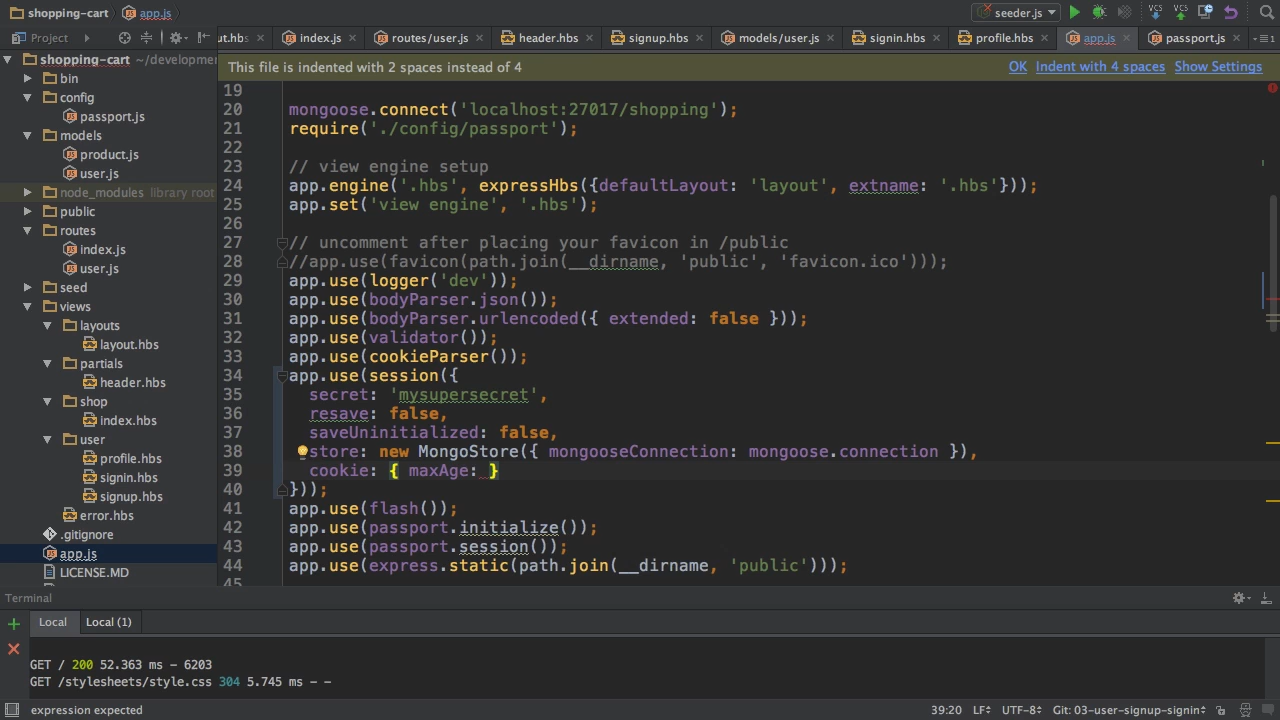 shopping-cart app.js seeder.js VCS VCS
Project ut.hbs index.js routes/user.js header.hbs signup.hbs models/user.js signin.hbs profile.hbs app.js passport.js
This file is indented with 2 spaces instead of 4 OK Indent with 4 spaces Show Settings
shopping-cart ~/developmer
bin
config
passport.js
models
product.js
user.js
node_modules library root
public
routes
index.js
user.js
seed
views
layouts
layout.hbs
partials
header.hbs
shop
index.hbs
user
profile.hbs
signin.hbs
signup.hbs
error.hbs
.gitignore
app.js
LICENSE.MD
19
20 mongoose.connect('localhost:27017/shopping');
21 require('./config/passport');
22
23 // view engine setup
24 app.engine('.hbs', expressHbs({defaultLayout: 'layout', extname: '.hbs'}));
25 app.set('view engine', '.hbs');
26
27 // uncomment after placing your favicon in /public
28 //app.use(favicon(path.join(__dirname, 'public', 'favicon.ico')));
29 app.use(logger('dev'));
30 app.use(bodyParser.json());
31 app.use(bodyParser.urlencoded({ extended: false }));
32 app.use(validator());
33 app.use(cookieParser());
34 app.use(session({
35 secret: 'mysupersecret',
36 resave: false,
37 saveUninitialized: false,
38 store: new MongoStore({ mongooseConnection: mongoose.connection }),
39 cookie: { maxAge: }
40 }));
41 app.use(flash());
42 app.use(passport.initialize());
43 app.use(passport.session());
44 app.use(express.static(path.join(__dirname, 'public')));
45
Terminal
Local Local (1)
GET / 200 52.363 ms - 6203
GET /stylesheets/style.css 304 5.745 ms - -
expression expected 39:20 LF UTF-8 Git: 03-user-signup-signin